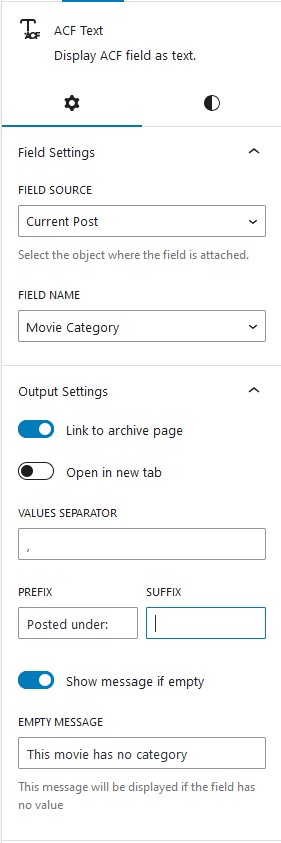 ACF
ACF Text
Display ACF field as text.
Field Settings
FIELD SOURCE
Current Post
Select the object where the field is attached.
FIELD NAME
Movie Category
Output Settings
Link to archive page
Open in new tab
VALUES SEPARATOR
,
PREFIX SUFFIX
Posted under:
Show message if empty
EMPTY MESSAGE
This movie has no category
This message will be displayed if the field has
no value